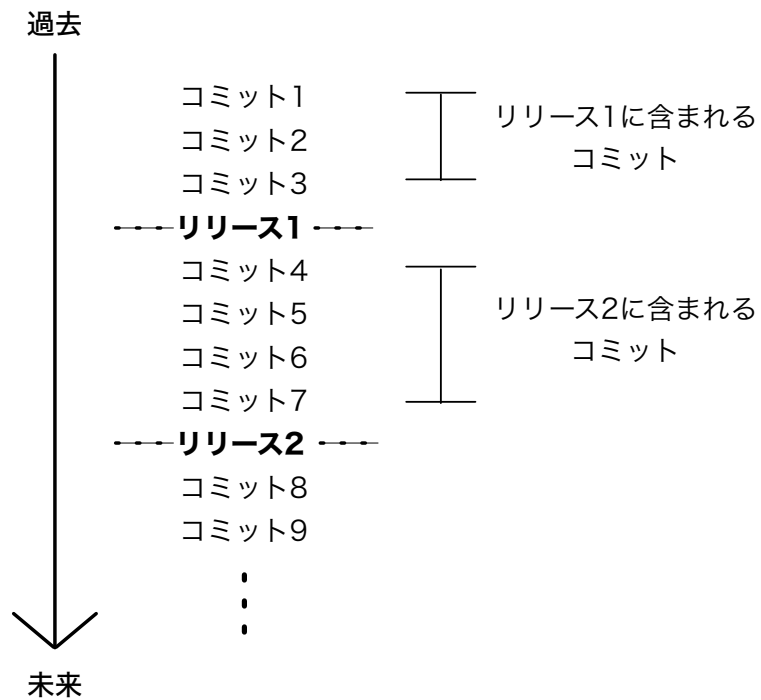 過去
コミット1
コミット2
コミット3
リリース1に含まれる
コミット
リリース1
コミット4
コミット5
コミット6
コミット7
リリース2に含まれる
コミット
リリース2
コミット8
コミット9
未来